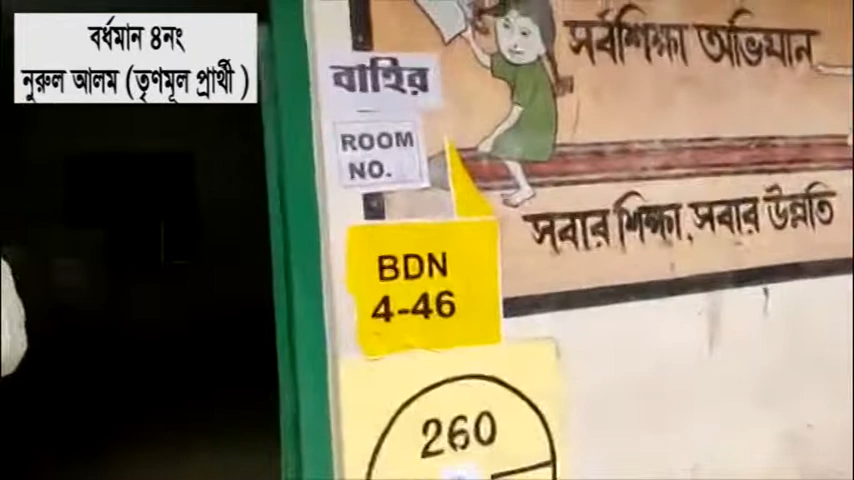 বর্ধমান ৪নং
নুরুল আলম (তৃণমূল প্রার্থী )
বাহির
ROOM
NO.
BDN
4-46
260
সর্বশিক্ষা অভিযান
সবার শিক্ষা, সবার উন্নতি